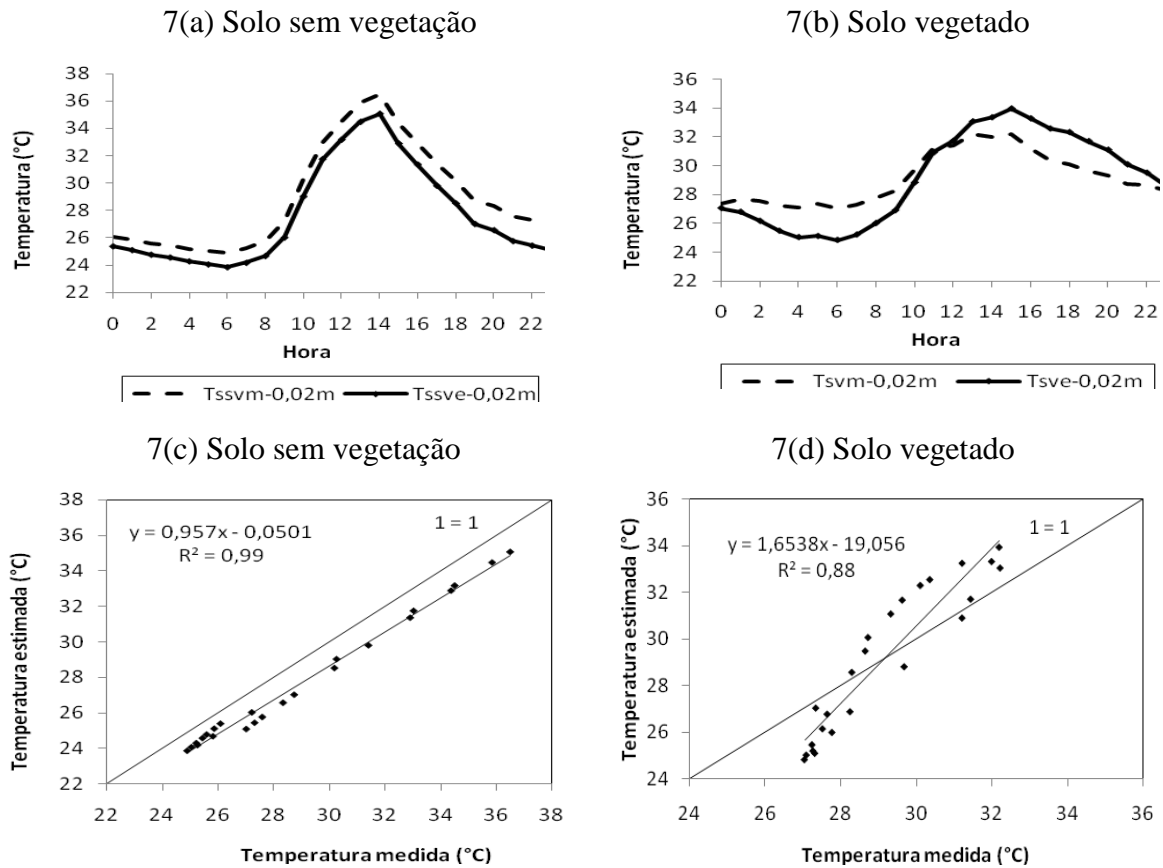 7(a) Solo sem vegetação
7(b) Solo vegetado
Temperatura (°C)
38
36
34
32
30
28
26
24
22
0 2 4 6 8 10 12 14 16 18 20 22
Hora
Tssvm-0,02m Tssve-0,02m
Temperatura (°C)
38
36
34
32
30
28
26
24
22
0 2 4 6 8 10 12 14 16 18 20 22
Hora
Tsvm-0,02m Tsve-0,02m
7(c) Solo sem vegetação
7(d) Solo vegetado
Temperatura estimada (°C)
38
36
34
32
30
28
26
24
22
y = 0,957x - 0,0501
R² = 0,99
1 = 1
22 24 26 28 30 32 34 36 38
Temperatura medida (°C)
Temperatura estimada (°C)
36
34
32
30
28
26
24
y = 1,6538x - 19,056
R² = 0,88
1 = 1
24 26 28 30 32 34 36
Temperatura medida (°C)